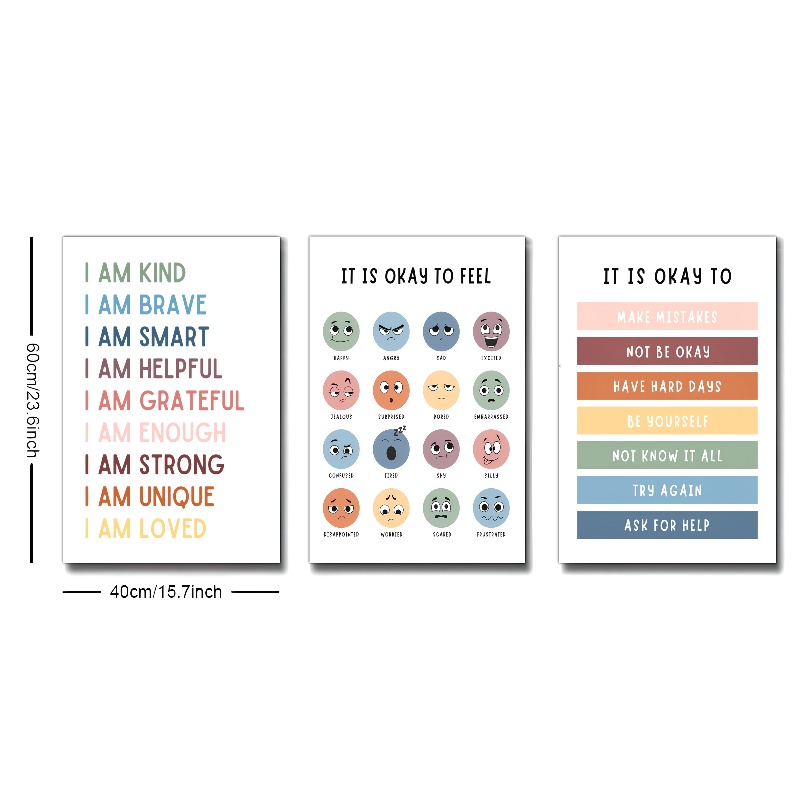 60cm/23.6inch
I AM KIND
I AM BRAVE
I AM SMART
I AM HELPFUL
I AM GRATEFUL
I AM ENOUGH
I AM STRONG
I AM UNIQUE
I AM LOVED
40cm/15.7inch
IT IS OKAY TO FEEL
HAPPY ANGRY SAD EXCITED
JEALOUS SURPRISED BORED EMBARRASSED
CONFUSED TIRED SHY SILLY
zzz
DISAPPOINTED WORRIED SCARED FRUSTRATED
IT IS OKAY TO
MAKE MISTAKES
NOT BE OKAY
HAVE HARD DAYS
BE YOURSELF
NOT KNOW IT ALL
TRY AGAIN
ASK FOR HELP